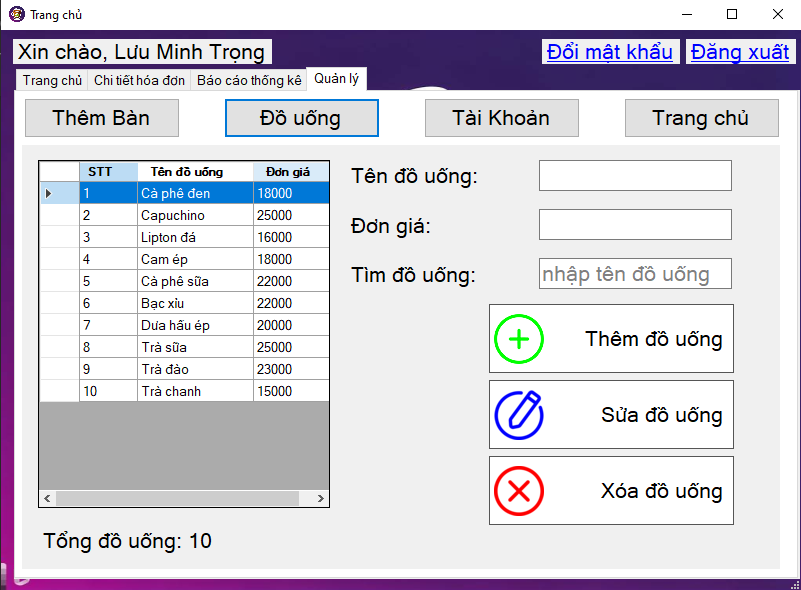 Trang chủ
Xin chào, Lưu Minh Trọng
Đổi mật khẩu
Đăng xuất
Trang chủ
Chi tiết hóa đơn
Báo cáo thống kê
Quản lý
Thêm Bàn
Đồ uống
Tài Khoản
Trang chủ
STT Tên đồ uống Đơn giá
1 Cà phê đen 18000
2 Capuchino 25000
3 Lipton đá 16000
4 Cam ép 18000
5 Cà phê sữa 22000
6 Bạc xỉu 22000
7 Dưa hấu ép 20000
8 Trà sữa 25000
9 Trà đào 23000
10 Trà chanh 15000
Tổng đồ uống: 10
Tên đồ uống:
Đơn giá:
Tìm đồ uống: nhập tên đồ uống
Thêm đồ uống
Sửa đồ uống
Xóa đồ uống